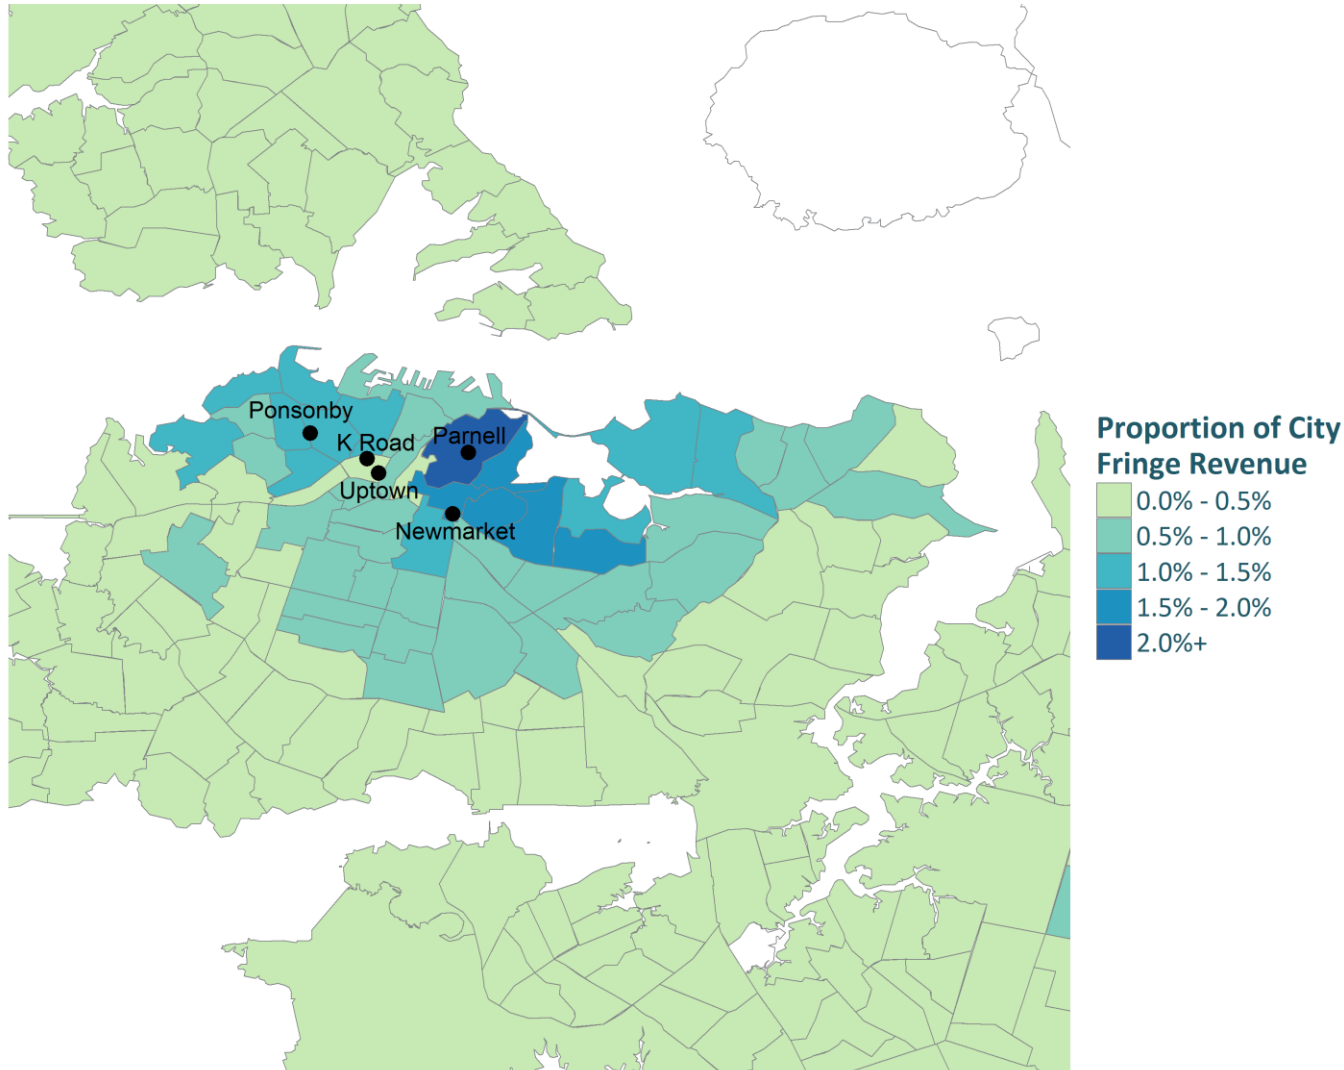 Ponsonby
K Road
Parnell
Uptown
Newmarket
Proportion of City
Fringe Revenue
0.0% - 0.5%
0.5% - 1.0%
1.0% - 1.5%
1.5% - 2.0%
2.0%+